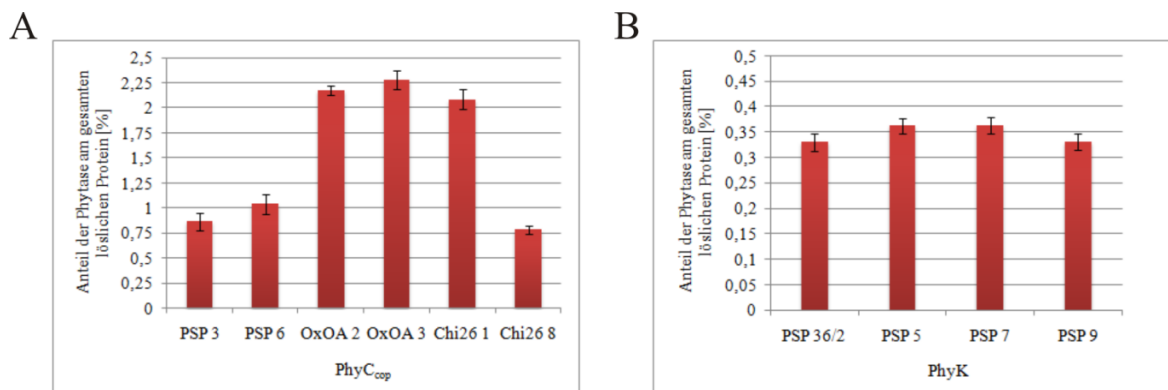 A
Anteil der Phytase am gesamten
löslichen Protein [%]
2,5
2,25
2
1,75
1,5
1,25
1
0,75
0,5
0,25
0
PSP 3 PSP 6 OxOA 2 OxOA 3 Chi26 1 Chi26 8
PhyCcop
B
Anteil der Phytase am gesamten
löslichen Protein [%]
0,5
0,45
0,4
0,35
0,3
0,25
0,2
0,15
0,1
0,05
0
PSP 36/2 PSP 5 PSP 7 PSP 9
PhyK